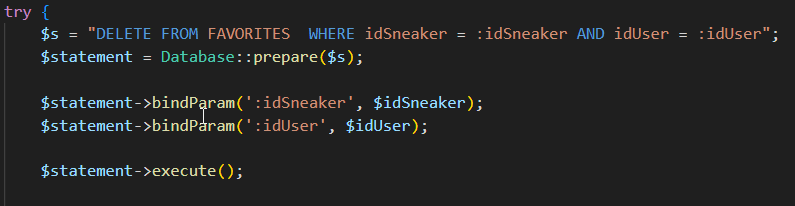 try {
$s = "DELETE FROM FAVORITES  WHERE idSneaker = :idSneaker AND idUser = :idUser";
$statement = Database::prepare($s);
$statement->bindParam(':idSneaker', $idSneaker);
$statement->bindParam(':idUser', $idUser);
$statement->execute();